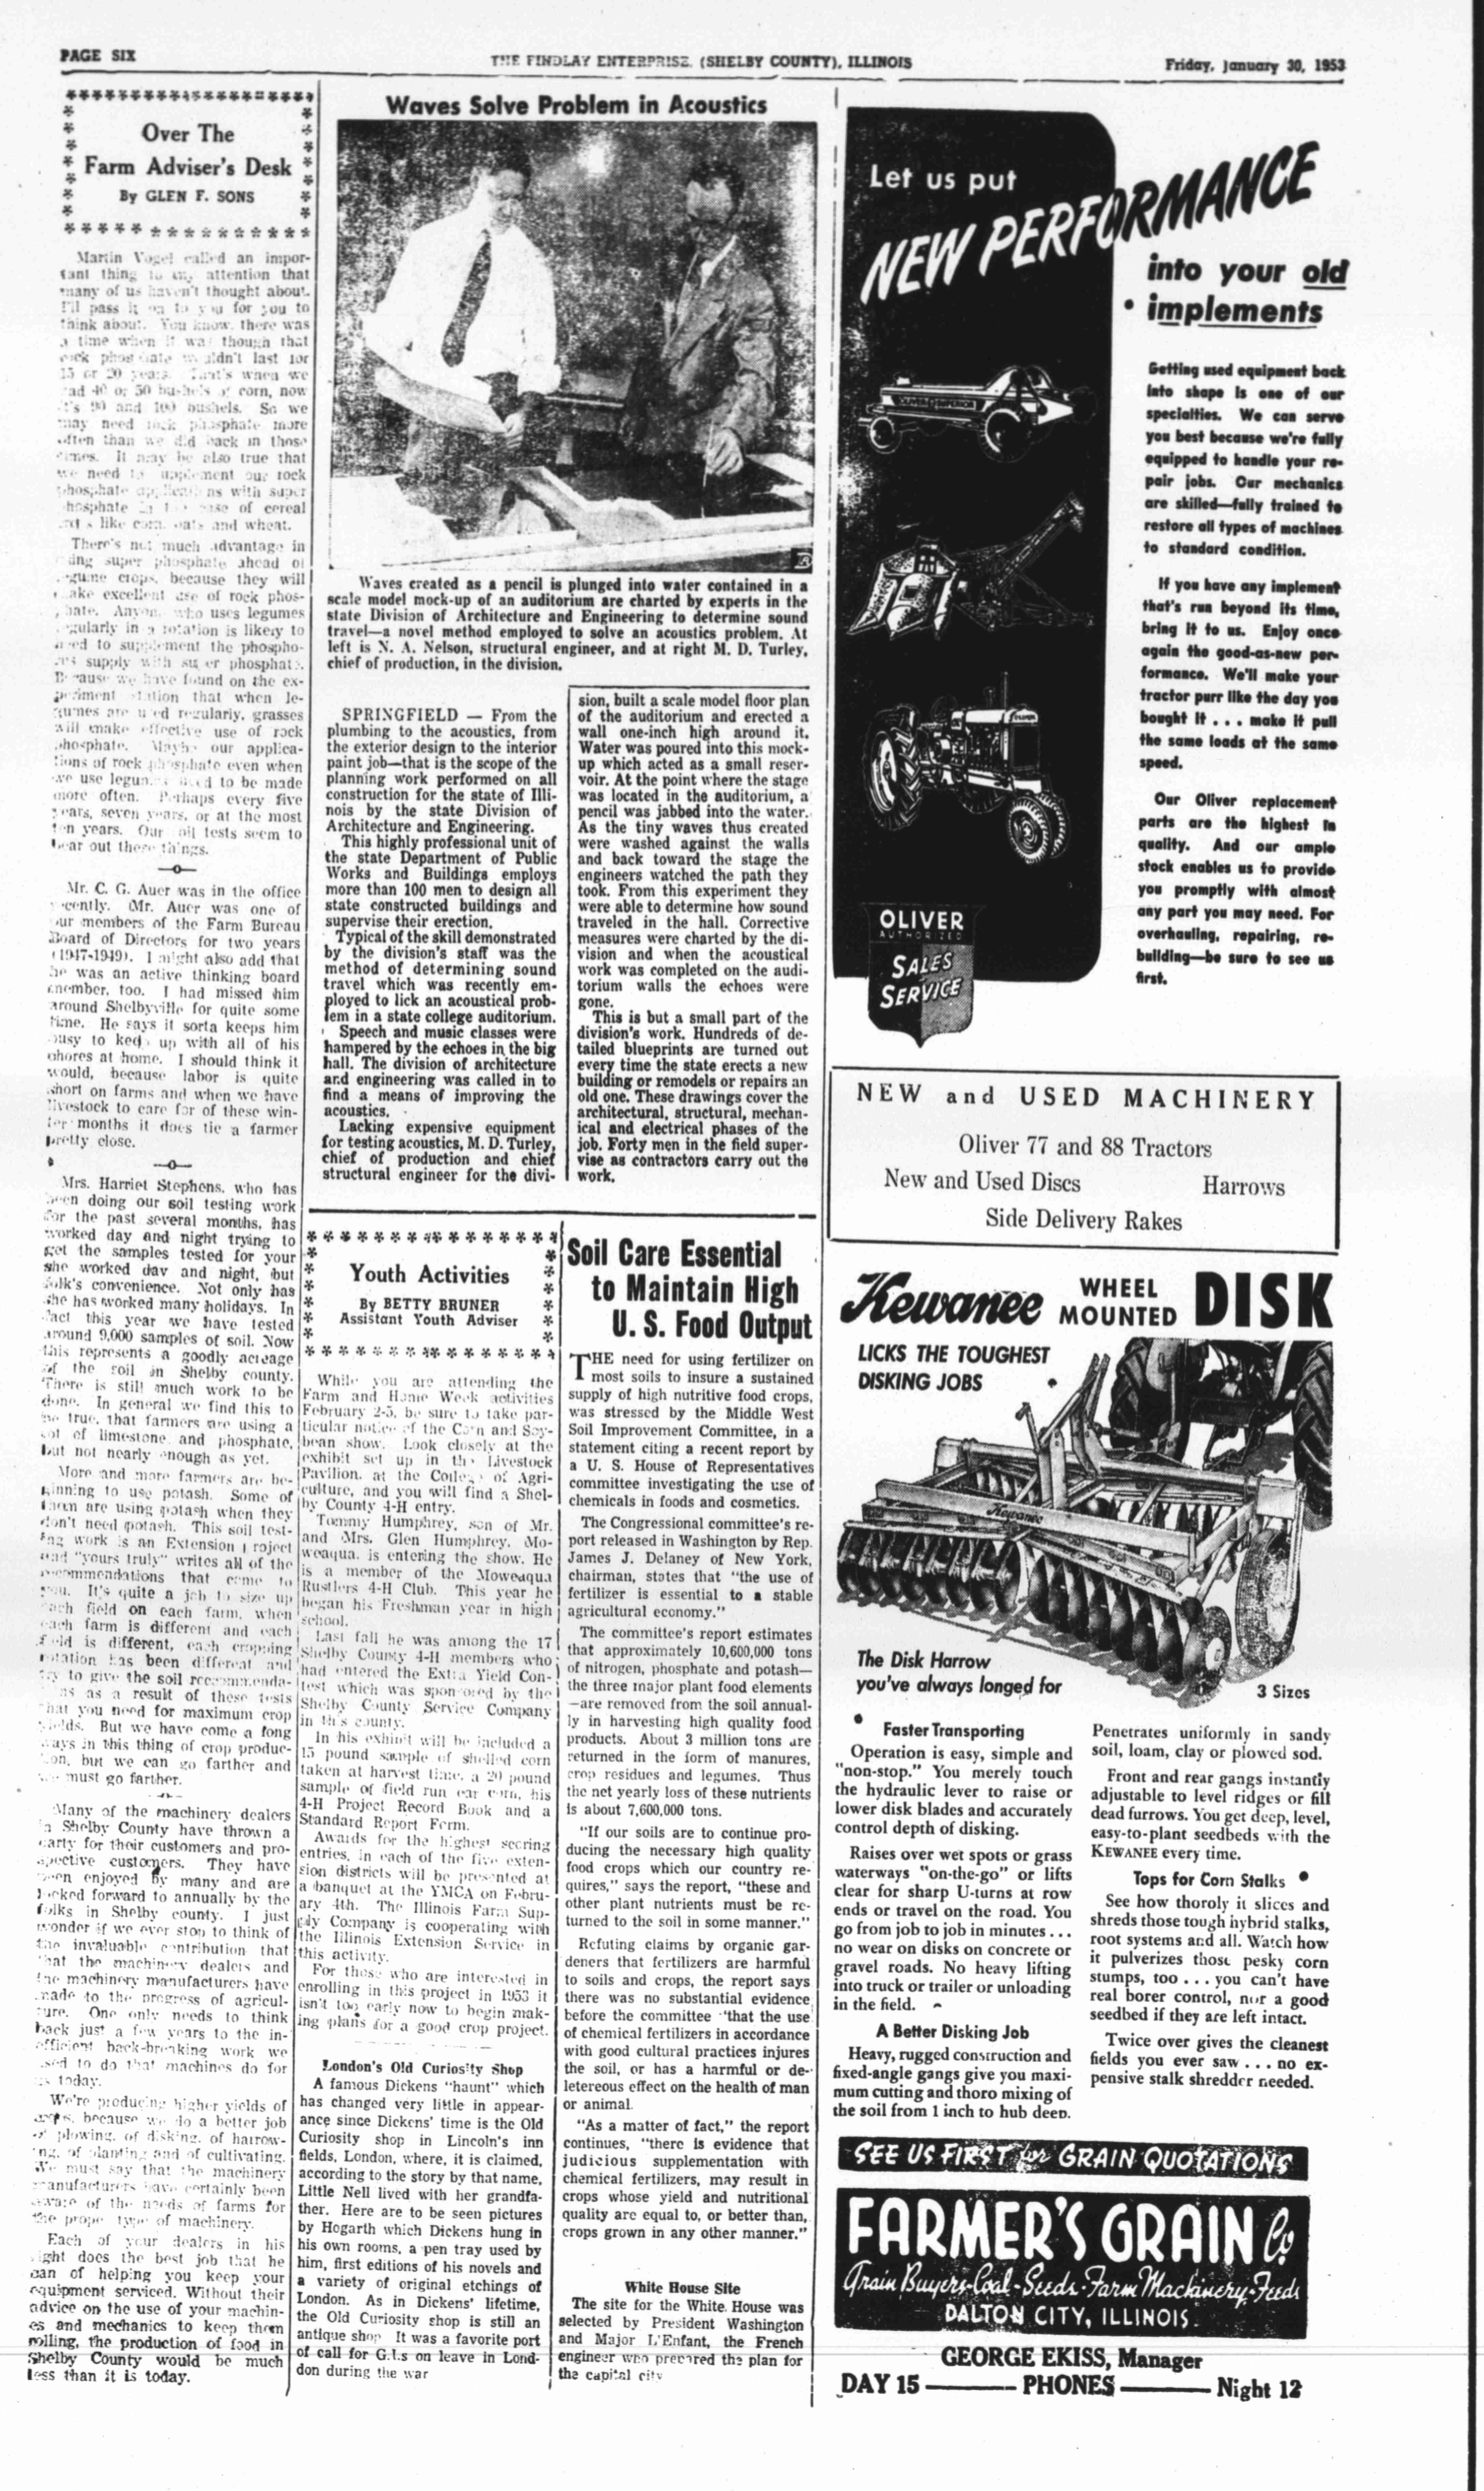 PAGE SIX
THE FINDLAY ENTERPRISE, (SHELBY COUNTY), ILLINOIS
Friday, January 30, 1953
Over The
Farm Adviser's Desk
By GLEN F. SONS
Martin Vogel called an impor-
tant thing to my attention that
many of us haven't thought about.
I'll pass it on to you for you to
think about. You know, there was
a time when it was though that
rock phosphate wouldn't last for
15 or 20 years. That's when we
had 40 or 50 bushels of corn, now
it's 90 and 100 bushels. So we
may need rock phosphate more
often than we did back in those
times. It may be also true that
we need to supplement our rock
phosphate applications with super
phosphate in the case of cereal
like corn, oats and wheat.
There's not much advantage in
super phosphate ahead of
legume crops, because they will
make excellent use of rock phos-
phate. Anyone who uses legumes
regularly in a rotation is likely to
need to supplement the phospho-
rus supply with super phosphate.
Because we have found on the ex-
periment station that when le-
gumes are used regularly, grasses
will make effective use of rock
phosphate. Maybe our applica-
tions of rock phosphate even when
we use legumes need to be made
more often. Perhaps every five
years, seven years, or at the most
ten years. Our soil tests seem to
bear out these things.
—o—
Mr. C. G. Auer was in the office
recently. Mr. Auer was one of
our members of the Farm Bureau
Board of Directors for two years
(1947-1949). I might also add that
he was an active thinking board
member, too. I had missed him
around Shelbyville for quite some
time. He says it sorta keeps him
busy to keep up with all of his
chores at home. I should think it
would, because labor is quite
short on farms and when we have
livestock to care for of these win-
ter months it does tie a farmer
pretty close.
—o—
Mrs. Harriet Stephens, who has
been doing our soil testing work
for the past several months, has
worked day and night trying to
get the samples tested for your
she worked day and night, but
folk's convenience. Not only has
she has worked many holidays. In
fact this year we have tested
around 9,000 samples of soil. Now
this represents a goodly acreage
of the soil in Shelby county.
There is still much work to be
done. In general we find this to
be true, that farmers are using a
lot of limestone and phosphate,
but not nearly enough as yet.
More and more farmers are be-
ginning to use potash. Some of
them are using potash when they
don't need potash. This soil test-
ing work is an Extension project
and "yours truly" writes all of the
recommendations that come to
you. It's quite a job to size up
each field on each farm, when
each farm is different and each
field is different, each cropping
rotation has been different and
try to give the soil recommenda-
tions as a result of these tests
that you need for maximum crop
yields. But we have come a long
ways in this thing of crop produc-
tion, but we can go farther and
we must go farther.
—o—
Many of the machinery dealers
in Shelby County have thrown a
party for their customers and pro-
spective customers. They have
been enjoyed by many and are
looked forward to annually by the
folks in Shelby county. I just
wonder if we ever stop to think of
the invaluable contribution that
that the machinery dealers and
the machinery manufacturers have
made to the progress of agricul-
ture. One only needs to think
back just a few years to the in-
efficient back-breaking work we
used to do that machines do for
us today.
We're producing higher yields of
crops, because we do a better job
of plowing, of disking, of harrow-
ing, of planting and of cultivating.
We must say that the machinery
manufacturers have certainly been
aware of the needs of farms for
the proper type of machinery.
Each of your dealers in his
right does the best job that he
can of helping you keep your
equipment serviced. Without their
advice on the use of your machin-
es and mechanics to keep them
rolling, the production of food in
Shelby County would be much
less than it is today.
Waves Solve Problem in Acoustics
Waves created as a pencil is plunged into water contained in a
scale model mock-up of an auditorium are charted by experts in the
state Division of Architecture and Engineering to determine sound
travel—a novel method employed to solve an acoustics problem. At
left is N. A. Nelson, structural engineer, and at right M. D. Turley,
chief of production, in the division.
SPRINGFIELD — From the
plumbing to the acoustics, from
the exterior design to the interior
paint job—that is the scope of the
planning work performed on all
construction for the state of Illi-
nois by the state Division of
Architecture and Engineering.
This highly professional unit of
the state Department of Public
Works and Buildings employs
more than 100 men to design all
state constructed buildings and
supervise their erection.
Typical of the skill demonstrated
by the division's staff was the
method of determining sound
travel which was recently em-
ployed to lick an acoustical prob-
lem in a state college auditorium.
Speech and music classes were
hampered by the echoes in the big
hall. The division of architecture
and engineering was called in to
find a means of improving the
acoustics.
Lacking expensive equipment
for testing acoustics, M. D. Turley,
chief of production and chief
structural engineer for the divi-
sion, built a scale model floor plan
of the auditorium and erected a
wall one-inch high around it.
Water was poured into this mock-
up which acted as a small reser-
voir. At the point where the stage
was located in the auditorium, a
pencil was jabbed into the water.
As the tiny waves thus created
were washed against the walls
and back toward the stage the
engineers watched the path they
took. From this experiment they
were able to determine how sound
traveled in the hall. Corrective
measures were charted by the di-
vision and when the acoustical
work was completed on the audi-
torium walls the echoes were
gone.
This is but a small part of the
division's work. Hundreds of de-
tailed blueprints are turned out
every time the state erects a new
building or remodels or repairs an
old one. These drawings cover the
architectural, structural, mechan-
ical and electrical phases of the
job. Forty men in the field super-
vise as contractors carry out the
work.
Youth Activities
By BETTY BRUNER
Assistant Youth Adviser
While you are attending the
Farm and Home Week activities
February 2-5, be sure to take par-
ticular notice of the Corn and Soy-
bean show. Look closely at the
exhibit set up in the Livestock
Pavilion, at the College of Agri-
culture, and you will find a Shel-
by County 4-H entry.
Tommy Humphrey, son of Mr.
and Mrs. Glen Humphrey, Mo-
weaqua, is entering the show. He
is a member of the Moweaqua
Rustlers 4-H Club. This year he
began his Freshman year in high
school.
Last fall he was among the 17
Shelby County 4-H members who
had entered the Extra Yield Con-
test which was sponsored by the
Shelby County Service Company
in this county.
In his exhibit will be included a
15 pound sample of shelled corn
taken at harvest time, a 20 pound
sample of field run ear corn, his
4-H Project Record Book and a
Standard Report Form.
Awards for the highest scoring
entries, in each of the five exten-
sion districts will be presented at
a banquet at the YMCA on Febru-
ary 4th. The Illinois Farm Sup-
ply Company is cooperating with
the Illinois Extension Service in
this activity.
For those who are interested in
enrolling in this project in 1953 it
isn't too early now to begin mak-
ing plans for a good crop project.
London's Old Curiosity Shop
A famous Dickens "haunt" which
has changed very little in appear-
ance since Dickens' time is the Old
Curiosity shop in Lincoln's inn
fields, London, where, it is claimed,
according to the story by that name,
Little Nell lived with her grandfa-
ther. Here are to be seen pictures
by Hogarth which Dickens hung in
his own rooms, a pen tray used by
him, first editions of his novels and
a variety of original etchings of
London. As in Dickens' lifetime,
the Old Curiosity shop is still an
antique shop. It was a favorite port
of call for G.I.s on leave in Lond-
don during the war
Soil Care Essential
to Maintain High
U. S. Food Output
THE need for using fertilizer on
most soils to insure a sustained
supply of high nutritive food crops,
was stressed by the Middle West
Soil Improvement Committee, in a
statement citing a recent report by
a U. S. House of Representatives
committee investigating the use of
chemicals in foods and cosmetics.
The Congressional committee's re-
port released in Washington by Rep.
James J. Delaney of New York,
chairman, states that "the use of
fertilizer is essential to a stable
agricultural economy."
The committee's report estimates
that approximately 10,600,000 tons
of nitrogen, phosphate and potash—
the three major plant food elements
—are removed from the soil annual-
ly in harvesting high quality food
products. About 3 million tons are
returned in the form of manures,
crop residues and legumes. Thus
the net yearly loss of these nutrients
is about 7,600,000 tons.
"If our soils are to continue pro-
ducing the necessary high quality
food crops which our country re-
quires," says the report, "these and
other plant nutrients must be re-
turned to the soil in some manner."
Refuting claims by organic gar-
deners that fertilizers are harmful
to soils and crops, the report says
there was no substantial evidence
before the committee "that the use
of chemical fertilizers in accordance
with good cultural practices injures
the soil, or has a harmful or de-
letereous effect on the health of man
or animal.
"As a matter of fact," the report
continues, "there is evidence that
judicious supplementation with
chemical fertilizers, may result in
crops whose yield and nutritional
quality are equal to, or better than,
crops grown in any other manner."
White House Site
The site for the White House was
selected by President Washington
and Major L'Enfant, the French
engineer who prepared the plan for
the capital city
Let us put
NEW PERFORMANCE
into your old
implements
Getting used equipment back
into shape is one of our
specialties. We can serve
you best because we're fully
equipped to handle your re-
pair jobs. Our mechanics
are skilled—fully trained to
restore all types of machines
to standard condition.
If you have any implement
that's run beyond its time,
bring it to us. Enjoy once
again the good-as-new per-
formance. We'll make your
tractor purr like the day you
bought it . . . make it pull
the same loads at the same
speed.
Our Oliver replacement
parts are the highest in
quality. And our ample
stock enables us to provide
you promptly with almost
any part you may need. For
overhauling, repairing, re-
building—be sure to see us
first.
OLIVER
AUTHORIZED
SALES
SERVICE
NEW and USED MACHINERY
Oliver 77 and 88 Tractors
New and Used Discs Harrows
Side Delivery Rakes
Kewanee WHEEL MOUNTED DISK
LICKS THE TOUGHEST
DISKING JOBS
Kewanee
The Disk Harrow
you've always longed for
3 Sizes
Faster Transporting
Operation is easy, simple and
"non-stop." You merely touch
the hydraulic lever to raise or
lower disk blades and accurately
control depth of disking.
Raises over wet spots or grass
waterways "on-the-go" or lifts
clear for sharp U-turns at row
ends or travel on the road. You
go from job to job in minutes . . .
no wear on disks on concrete or
gravel roads. No heavy lifting
into truck or trailer or unloading
in the field.
A Better Disking Job
Heavy, rugged construction and
fixed-angle gangs give you maxi-
mum cutting and thoro mixing of
the soil from 1 inch to hub deep.
Penetrates uniformly in sandy
soil, loam, clay or plowed sod.
Front and rear gangs instantly
adjustable to level ridges or fill
dead furrows. You get deep, level,
easy-to-plant seedbeds with the
KEWANEE every time.
Tops for Corn Stalks
See how thoroly it slices and
shreds those tough hybrid stalks,
root systems and all. Watch how
it pulverizes those pesky corn
stumps, too . . . you can't have
real borer control, nor a good
seedbed if they are left intact.
Twice over gives the cleanest
fields you ever saw . . . no ex-
pensive stalk shredder needed.
SEE US FIRST for GRAIN QUOTATIONS
FARMER'S GRAIN Co.
Grain Buyers-Coal-Seeds-Farm Machinery-Feeds
DALTON CITY, ILLINOIS
GEORGE EKISS, Manager
DAY 15 — PHONES — Night 12